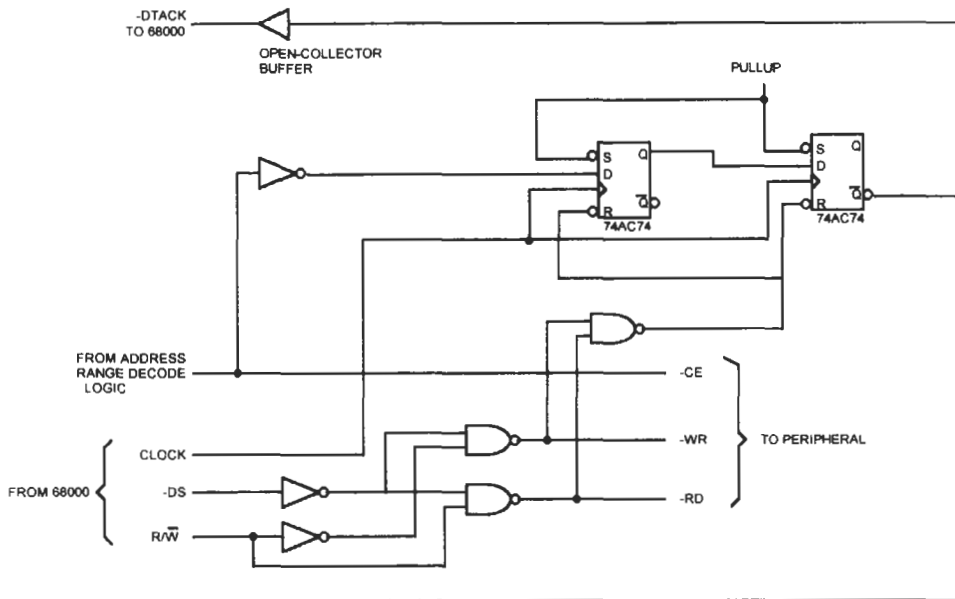 -DTACK
TO 68000
OPEN-COLLECTOR
BUFFER
PULLUP
S
Q
D
R
Q̅
74AC74
S
Q
D
R
Q̅
74AC74
FROM ADDRESS
RANGE DECODE
LOGIC
-CE
-WR
-RD
TO PERIPHERAL
FROM 68000
CLOCK
-DS
R/W̅